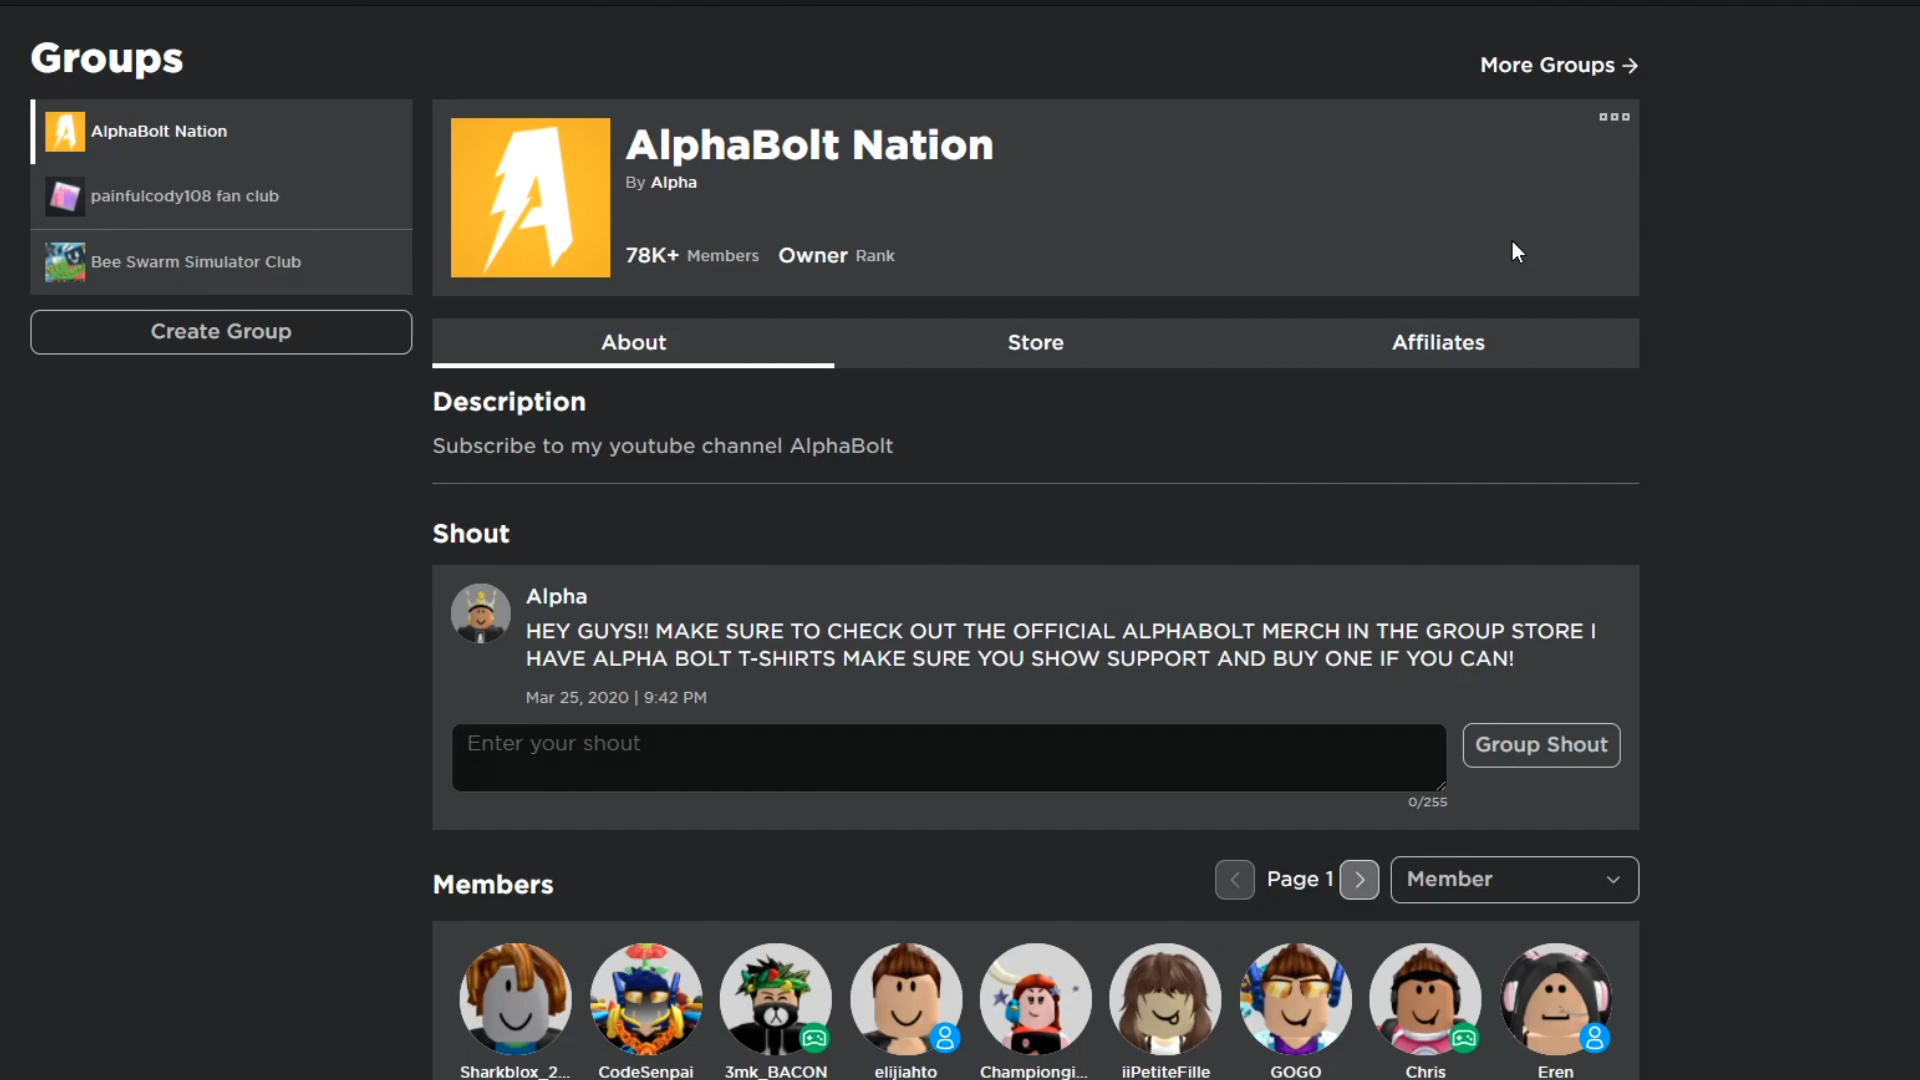 Groups
More Groups →
AlphaBolt Nation
painfulcody108 fan club
Bee Swarm Simulator Club
Create Group
AlphaBolt Nation
By Alpha
78K+ Members Owner Rank
About Store Affiliates
Description
Subscribe to my youtube channel AlphaBolt
Shout
Alpha
HEY GUYS!! MAKE SURE TO CHECK OUT THE OFFICIAL ALPHABOLT MERCH IN THE GROUP STORE I
HAVE ALPHA BOLT T-SHIRTS MAKE SURE YOU SHOW SUPPORT AND BUY ONE IF YOU CAN!
Mar 25, 2020 | 9:42 PM
Enter your shout
Group Shout
0/255
Members
Page 1
Member
Sharkblox_2... CodeSenpai 3mk_BACON elijiahto Championgi... iiPetiteFille GOGO Chris Eren